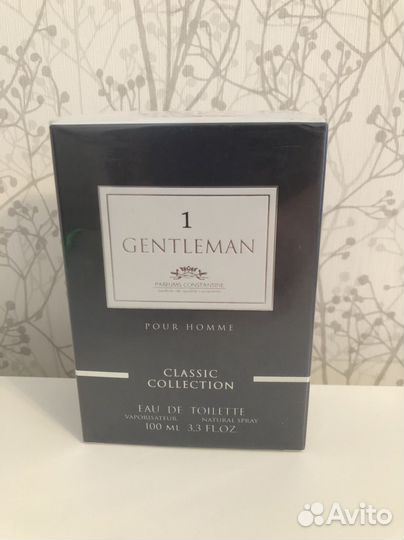 1
GENTLEMAN
PARFUMS CONSTANTINE
POUR HOMME
CLASSIC
COLLECTION
EAU DE TOILETTE
VAPORISATEUR NATURAL SPRAY
100 ML 3.3 FL.OZ
Avito